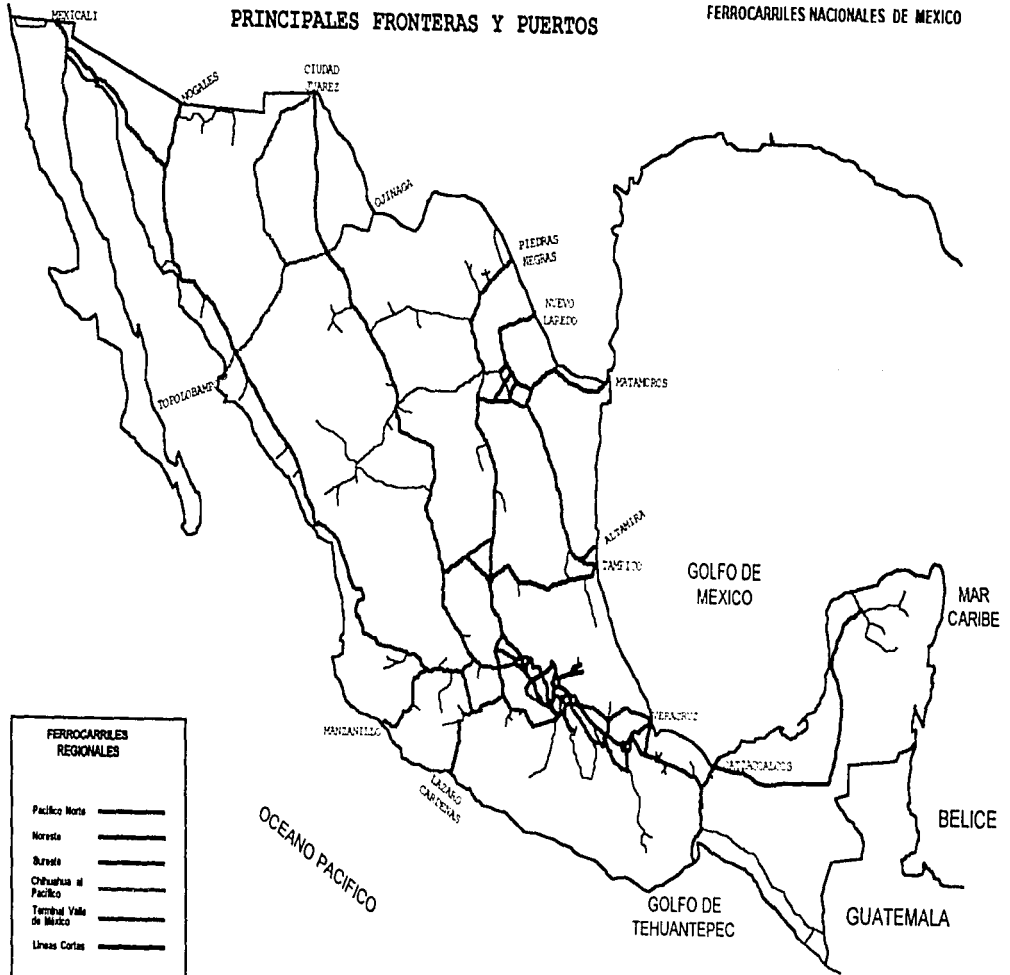 PRINCIPALES FRONTERAS Y PUERTOS
FERROCARRILES NACIONALES DE MEXICO
MEXICALI
NOGALES
CIUDAD
JUAREZ
OJINAGA
PIEDRAS
NEGRAS
NUEVO
LAREDO
MATAMOROS
TOPOLOBAMP
ALTAMIRA
TAMPICO
GOLFO DE
MEXICO
MAR
CARIBE
VERACRUZ
MANZANILLO
LAZARO
CARDENAS
OCEANO PACIFICO
BELICE
GOLFO DE
TEHUANTEPEC
GUATEMALA
FERROCARRILES
REGIONALES
Pacifico Norte
Noreste
Sureste
Chihuahua al
Pacifico
Terminal Valle
de México
Lineas Cortas